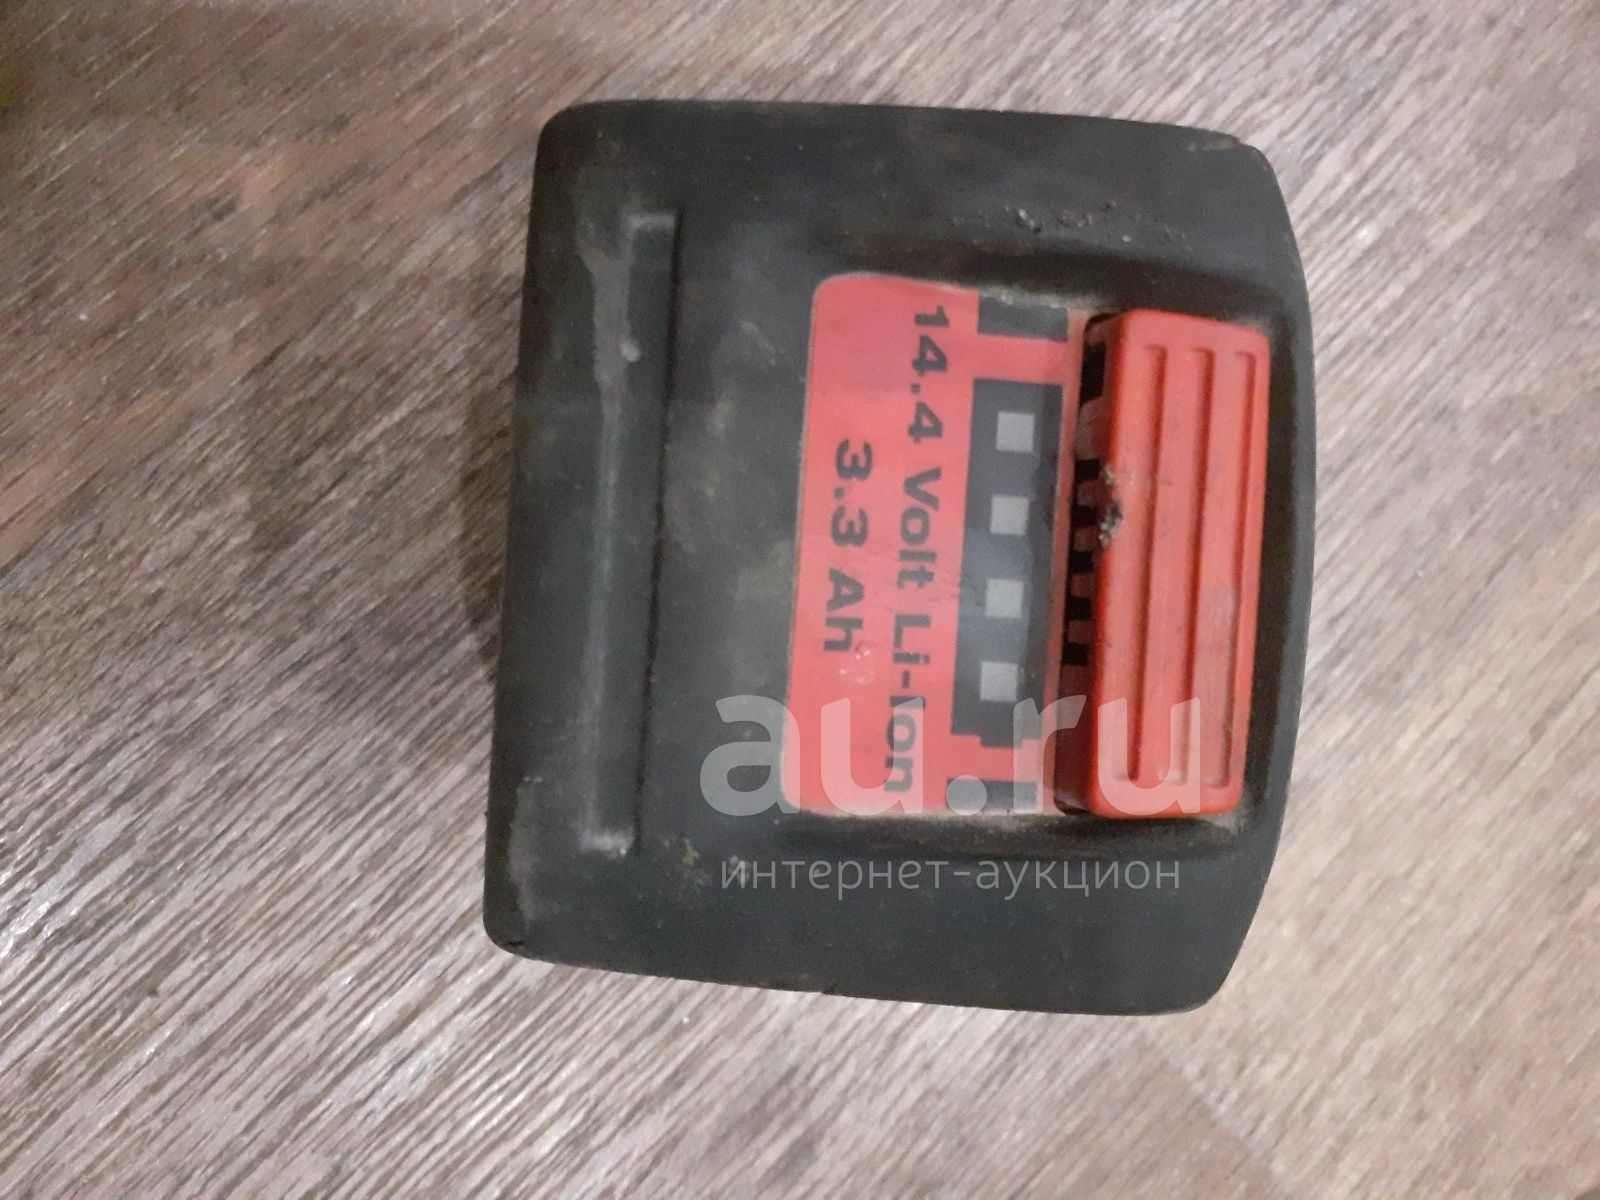 14.4 Volt Li-Ion
3.3 Ah
au.ru
интернет-аукцион